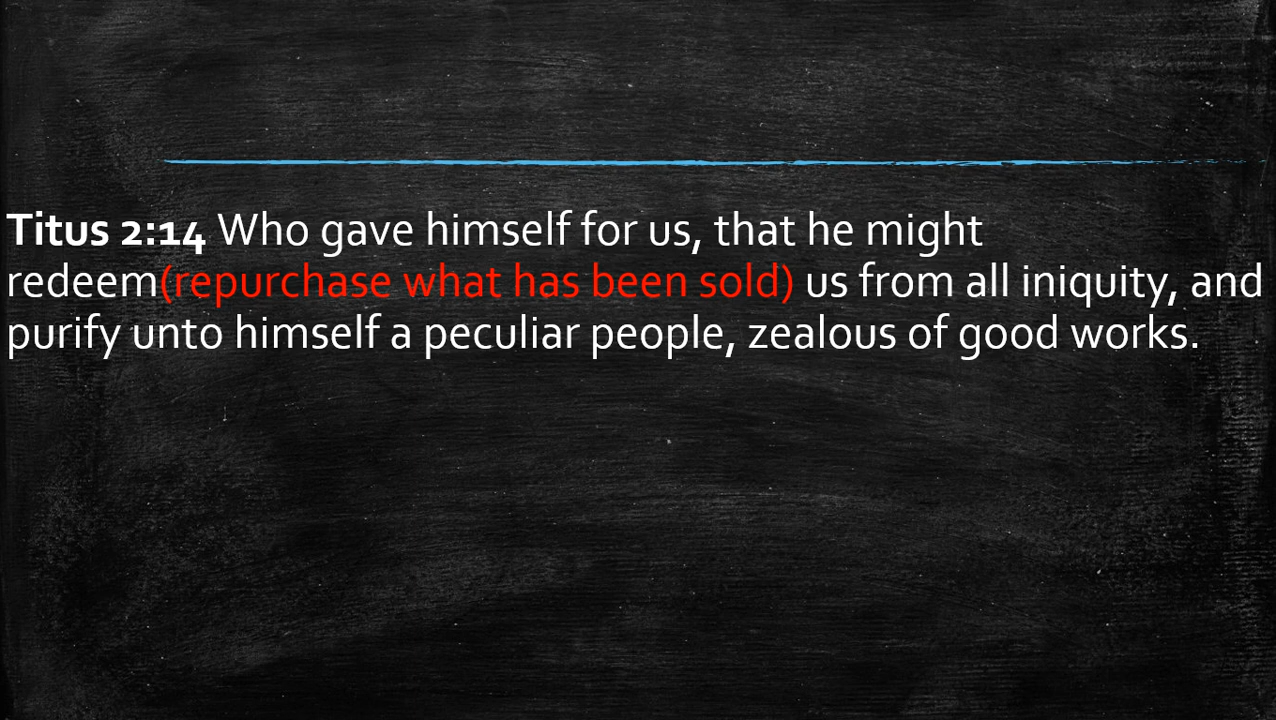 Titus 2:14 Who gave himself for us, that he might
redeem(repurchase what has been sold) us from all iniquity, and
purify unto himself a peculiar people, zealous of good works.